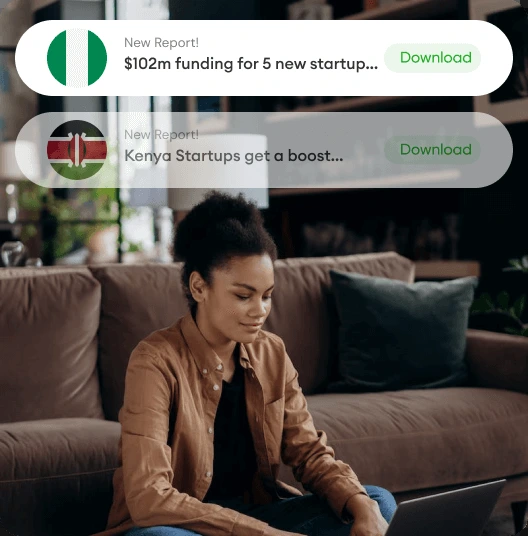 New Report!
$102m funding for 5 new startup...
Download
New Report!
Kenya Startups get a boost...
Download